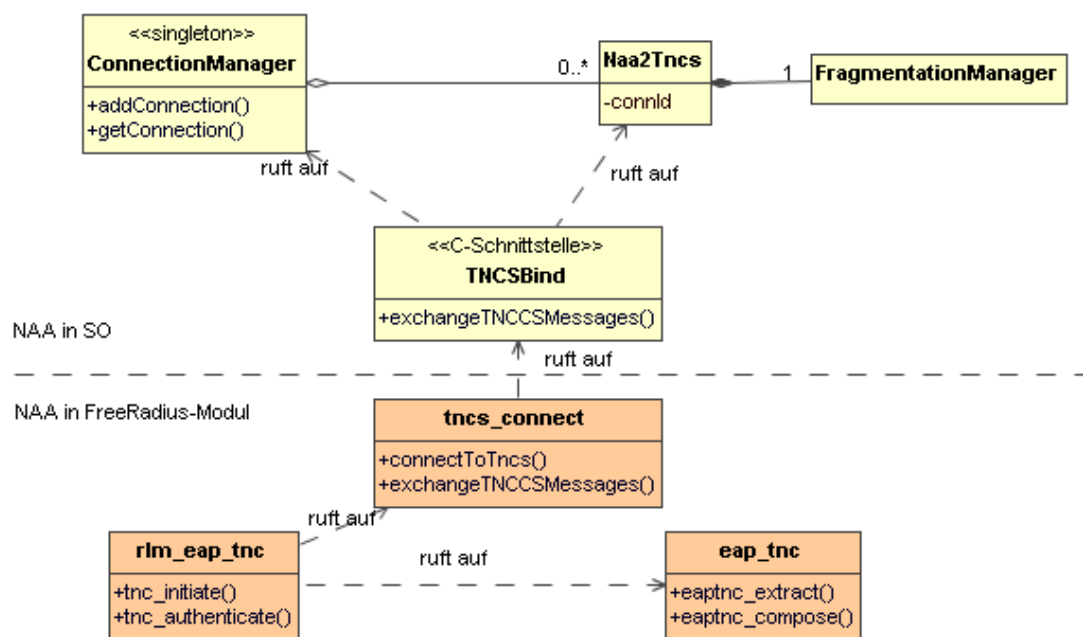 <<singleton>>
ConnectionManager
+addConnection()
+getConnection()
0..*
Naa2Tncs
-connId
1
FragmentationManager
ruft auf
ruft auf
<<C-Schnittstelle>>
TNCSBind
+exchangeTNCCSMessages()
NAA in SO
ruft auf
NAA in FreeRadius-Modul
tncs_connect
+connectToTncs()
+exchangeTNCCSMessages()
ruft auf
rlm_eap_tnc
+tnc_initiate()
+tnc_authenticate()
ruft auf
eap_tnc
+eaptnc_extract()
+eaptnc_compose()